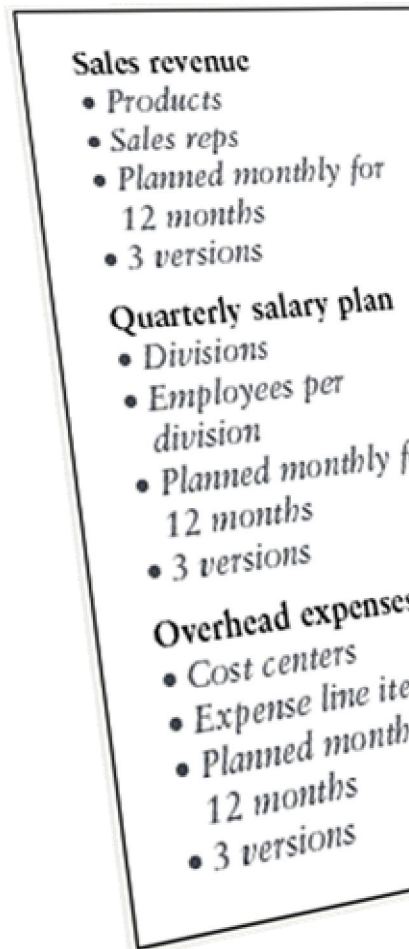 Sales revenue
• Products
• Sales reps
• Planned monthly for
12 months
• 3 versions
Quarterly salary plan
• Divisions
• Employees per
division
• Planned monthly f
12 months
• 3 versions
Overhead expenses
• Cost centers
• Expense line ite
• Planned month
12 months
• 3 versions